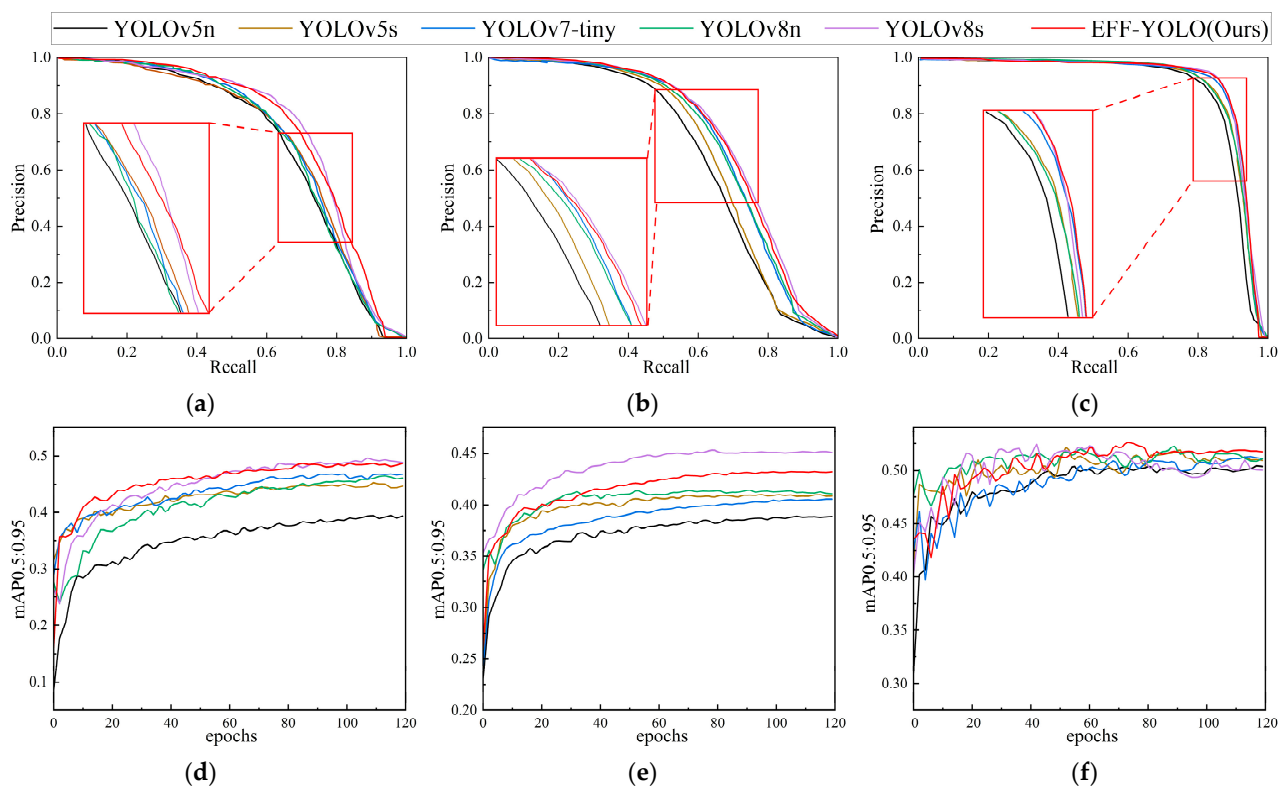 YOLOv5n YOLOv5s YOLOv7-tiny YOLOv8n YOLOv8s EFF-YOLO(Ours)
1.0 0.8 0.6 0.4 0.2 0.0
Precision
0.0 0.2 0.4 0.6 0.8 1.0
Recall
(a)
1.0 0.8 0.6 0.4 0.2 0.0
Precision
0.0 0.2 0.4 0.6 0.8 1.0
Recall
(b)
1.0 0.8 0.6 0.4 0.2 0.0
Precision
0.2 0.4 0.6 0.8 1.0
Recall
(c)
0.5 0.4 0.3 0.2 0.1
mAP0.5:0.95
0 20 40 60 80 100 120
epochs
(d)
0.45 0.40 0.35 0.30 0.25 0.20
mAP0.5:0.95
0 20 40 60 80 100 120
epochs
(e)
0.50 0.45 0.40 0.35 0.30
mAP0.5:0.95
0 20 40 60 80 100 120
epochs
(f)